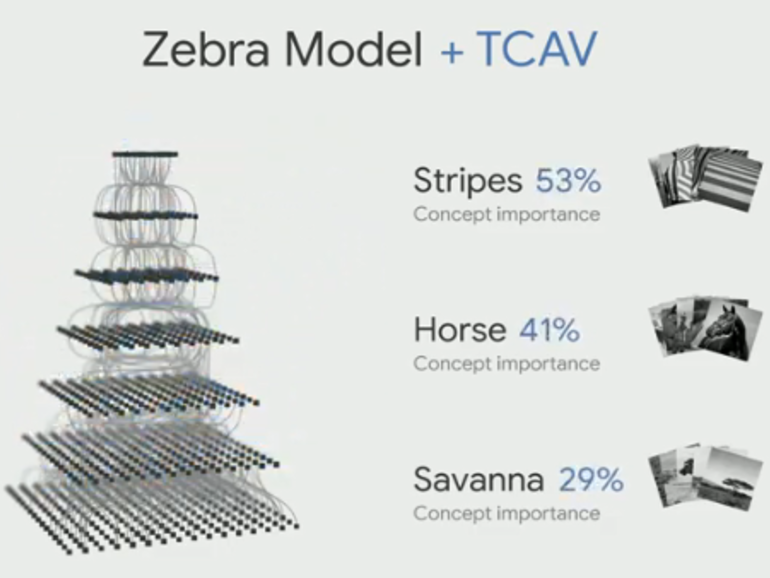 Zebra Model + TCAV
Stripes 53%
Concept importance
Horse 41%
Concept importance
Savanna 29%
Concept importance